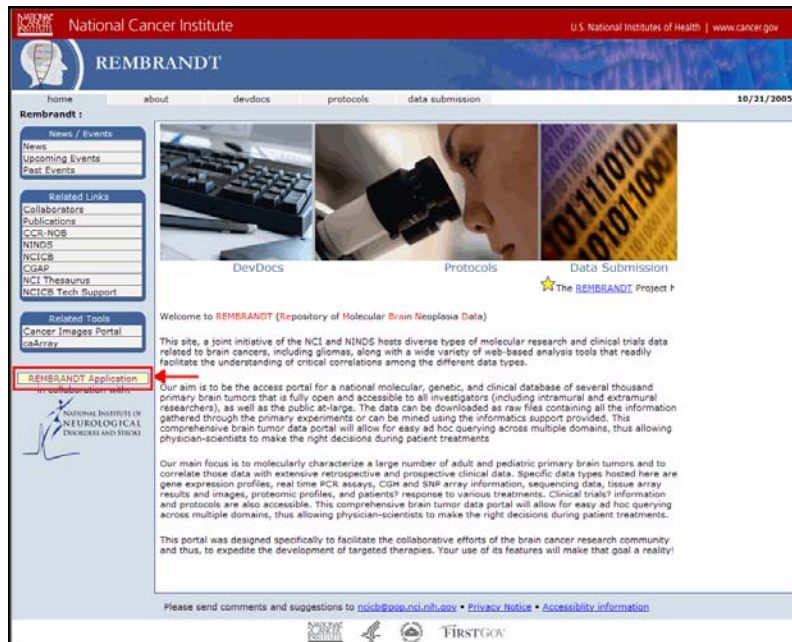 NATIONAL CANCER INSTITUTE
National Cancer Institute
U.S. National Institutes of Health | www.cancer.gov
REMBRANDT
home about devdocs protocols data submission 10/21/2005
Rembrandt :
News / Events
News
Upcoming Events
Past Events
Related Links
Collaborators
Publications
CCR-NOB
NINDS
NCICB
CGAP
NCI Thesaurus
NCICB Tech Support
Related Tools
Cancer Images Portal
caArray
REMBRANDT Application
in collaboration with:
NATIONAL INSTITUTE OF
NEUROLOGICAL
DISORDERS AND STROKE
DevDocs Protocols Data Submission
The REMBRANDT Project
Welcome to REMBRANDT (Repository of Molecular Brain Neoplasia Data)
This site, a joint initiative of the NCI and NINDS hosts diverse types of molecular research and clinical trials data
related to brain cancers, including gliomas, along with a wide variety of web-based analysis tools that readily
facilitate the understanding of critical correlations among the different data types.
Our aim is to be the access portal for a national molecular, genetic, and clinical database of several thousand
primary brain tumors that is fully open and accessible to all investigators (including intramural and extramural
researchers), as well as the public at-large. The data can be downloaded as raw files containing all the information
gathered through the primary experiments or can be mined using the informatics support provided. This
comprehensive brain tumor data portal will allow for easy ad hoc querying across multiple domains, thus allowing
physician-scientists to make the right decisions during patient treatments
Our main focus is to molecularly characterize a large number of adult and pediatric primary brain tumors and to
correlate those data with extensive retrospective and prospective clinical data. Specific data types hosted here are
gene expression profiles, real time PCR assays, CGH and SNP array information, sequencing data, tissue array
results and images, proteomic profiles, and patients? response to various treatments. Clinical trials? information
and protocols are also accessible. This comprehensive brain tumor data portal will allow for easy ad hoc querying
across multiple domains, thus allowing physician-scientists to make the right decisions during patient treatments.
This portal was designed specifically to facilitate the collaborative efforts of the brain cancer research community
and thus, to expedite the development of targeted therapies. Your use of its features will make that goal a reality!
Please send comments and suggestions to ncicb@pop.nci.nih.gov • Privacy Notice • Accessiblity information
NATIONAL CANCER INSTITUTE FIRSTGOV